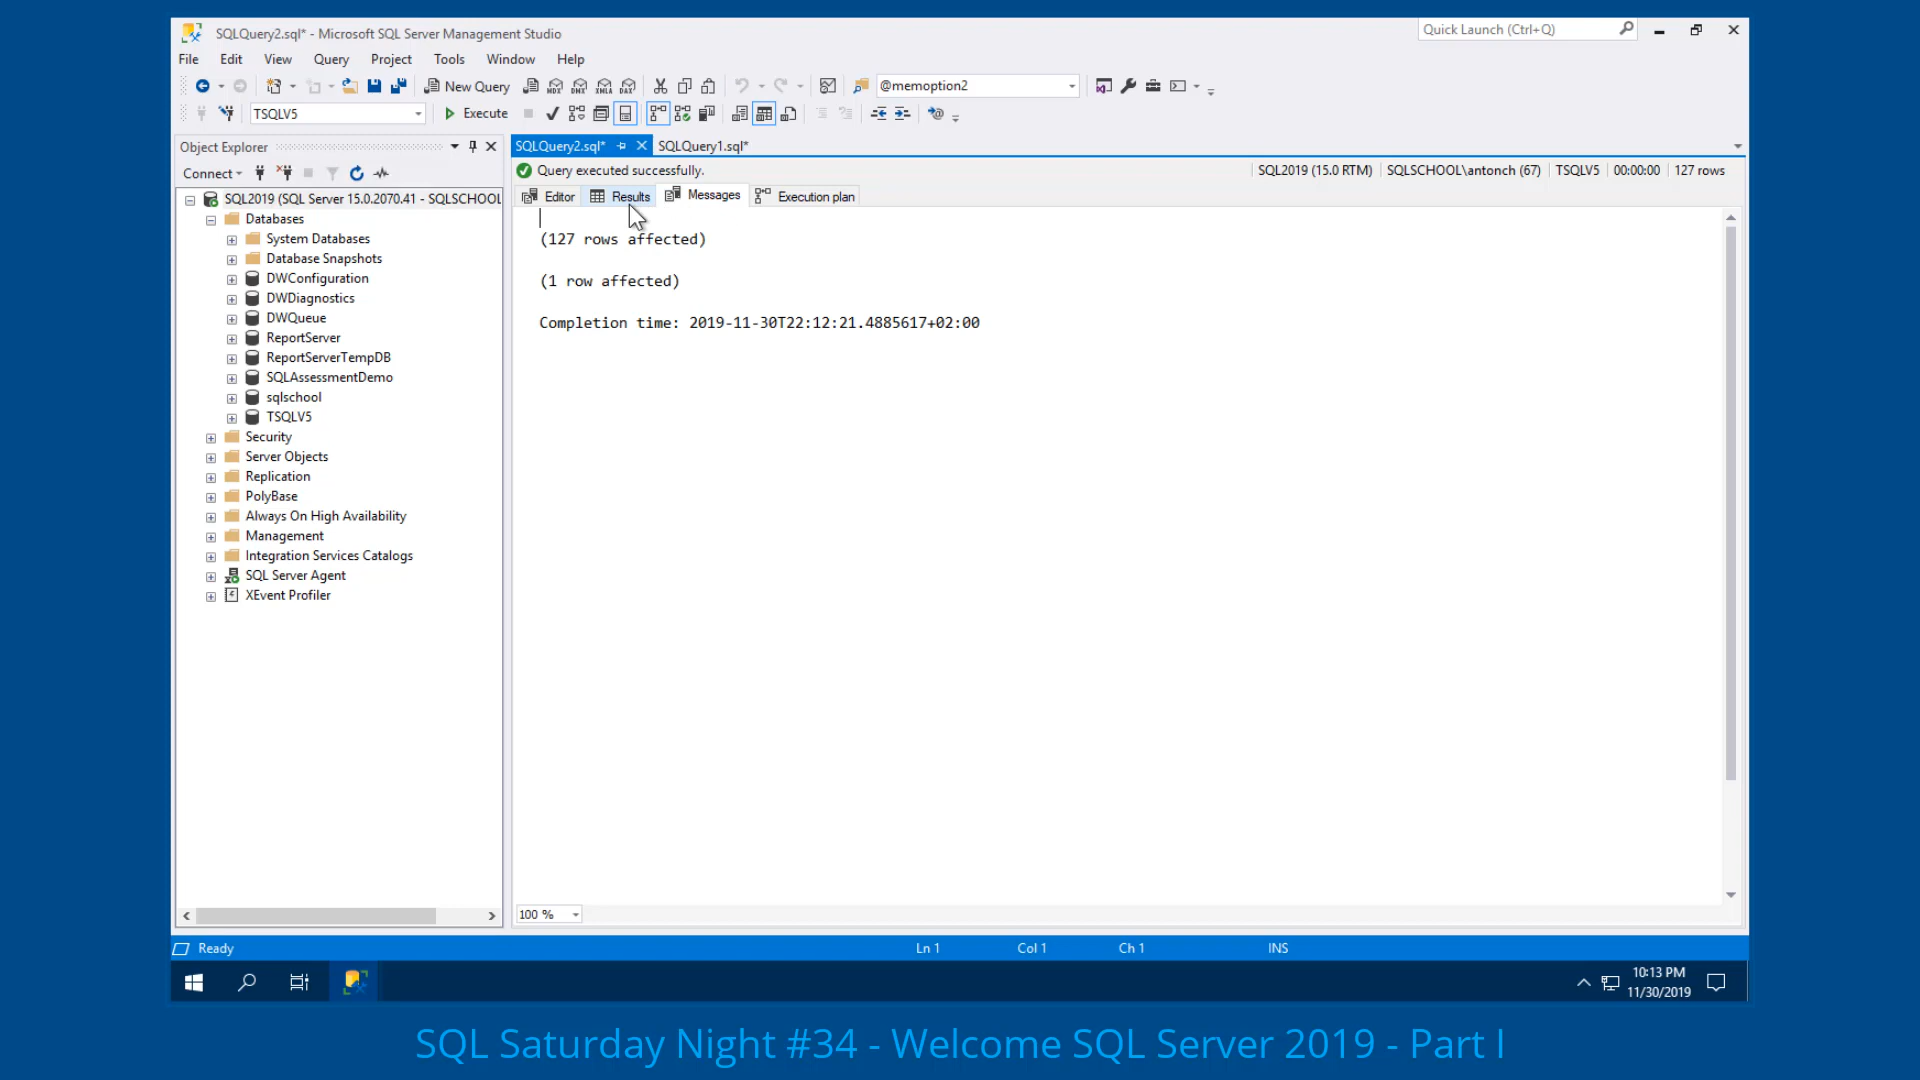 SQLQuery2.sql* - Microsoft SQL Server Management Studio
Quick Launch (Ctrl+Q)
File Edit View Query Project Tools Window Help
New Query
MDX DMX XMLA DAX
@memoption2
TSQLV5
Execute
Object Explorer
SQLQuery2.sql* SQLQuery1.sql*
Connect
Query executed successfully.
SQL2019 (15.0 RTM) SQLSCHOOL\antonch (67) TSQLV5 00:00:00 127 rows
Editor Results Messages Execution plan
SQL2019 (SQL Server 15.0.2070.41 - SQLSCHOOL
Databases
System Databases
Database Snapshots
DWConfiguration
DWDiagnostics
DWQueue
ReportServer
ReportServerTempDB
SQLAssessmentDemo
sqlschool
TSQLV5
Security
Server Objects
Replication
PolyBase
Always On High Availability
Management
Integration Services Catalogs
SQL Server Agent
XEvent Profiler
(127 rows affected)
(1 row affected)
Completion time: 2019-11-30T22:12:21.4885617+02:00
100 %
Ready
Ln 1 Col 1 Ch 1 INS
10:13 PM
11/30/2019
SQL Saturday Night #34 - Welcome SQL Server 2019 - Part I